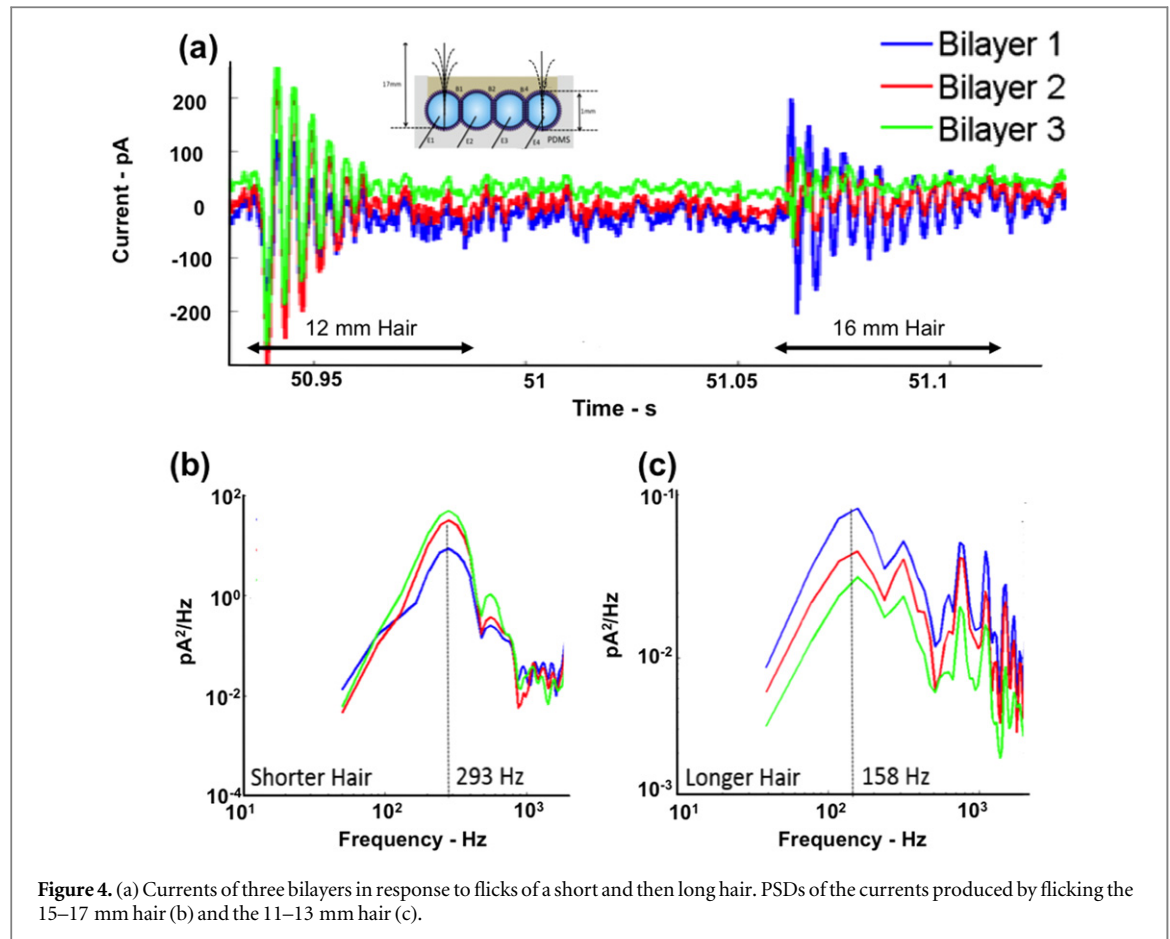 (a)
Bilayer 1
Bilayer 2
Bilayer 3
17mm
B1
B2
1mm
E1
E2
E3
E4
PDMS
Current - pA
200
100
0
-100
-200
12 mm Hair
16 mm Hair
50.95
51
51.05
51.1
Time - s
(b)
pA²/Hz
10²
10⁰
10⁻²
10⁻⁴
Shorter Hair
293 Hz
10¹
10²
10³
Frequency - Hz
(c)
pA²/Hz
10⁻¹
10⁻²
10⁻³
Longer Hair
158 Hz
10¹
10²
10³
Frequency - Hz
Figure 4. (a) Currents of three bilayers in response to flicks of a short and then long hair. PSDs of the currents produced by flicking the
15–17 mm hair (b) and the 11–13 mm hair (c).